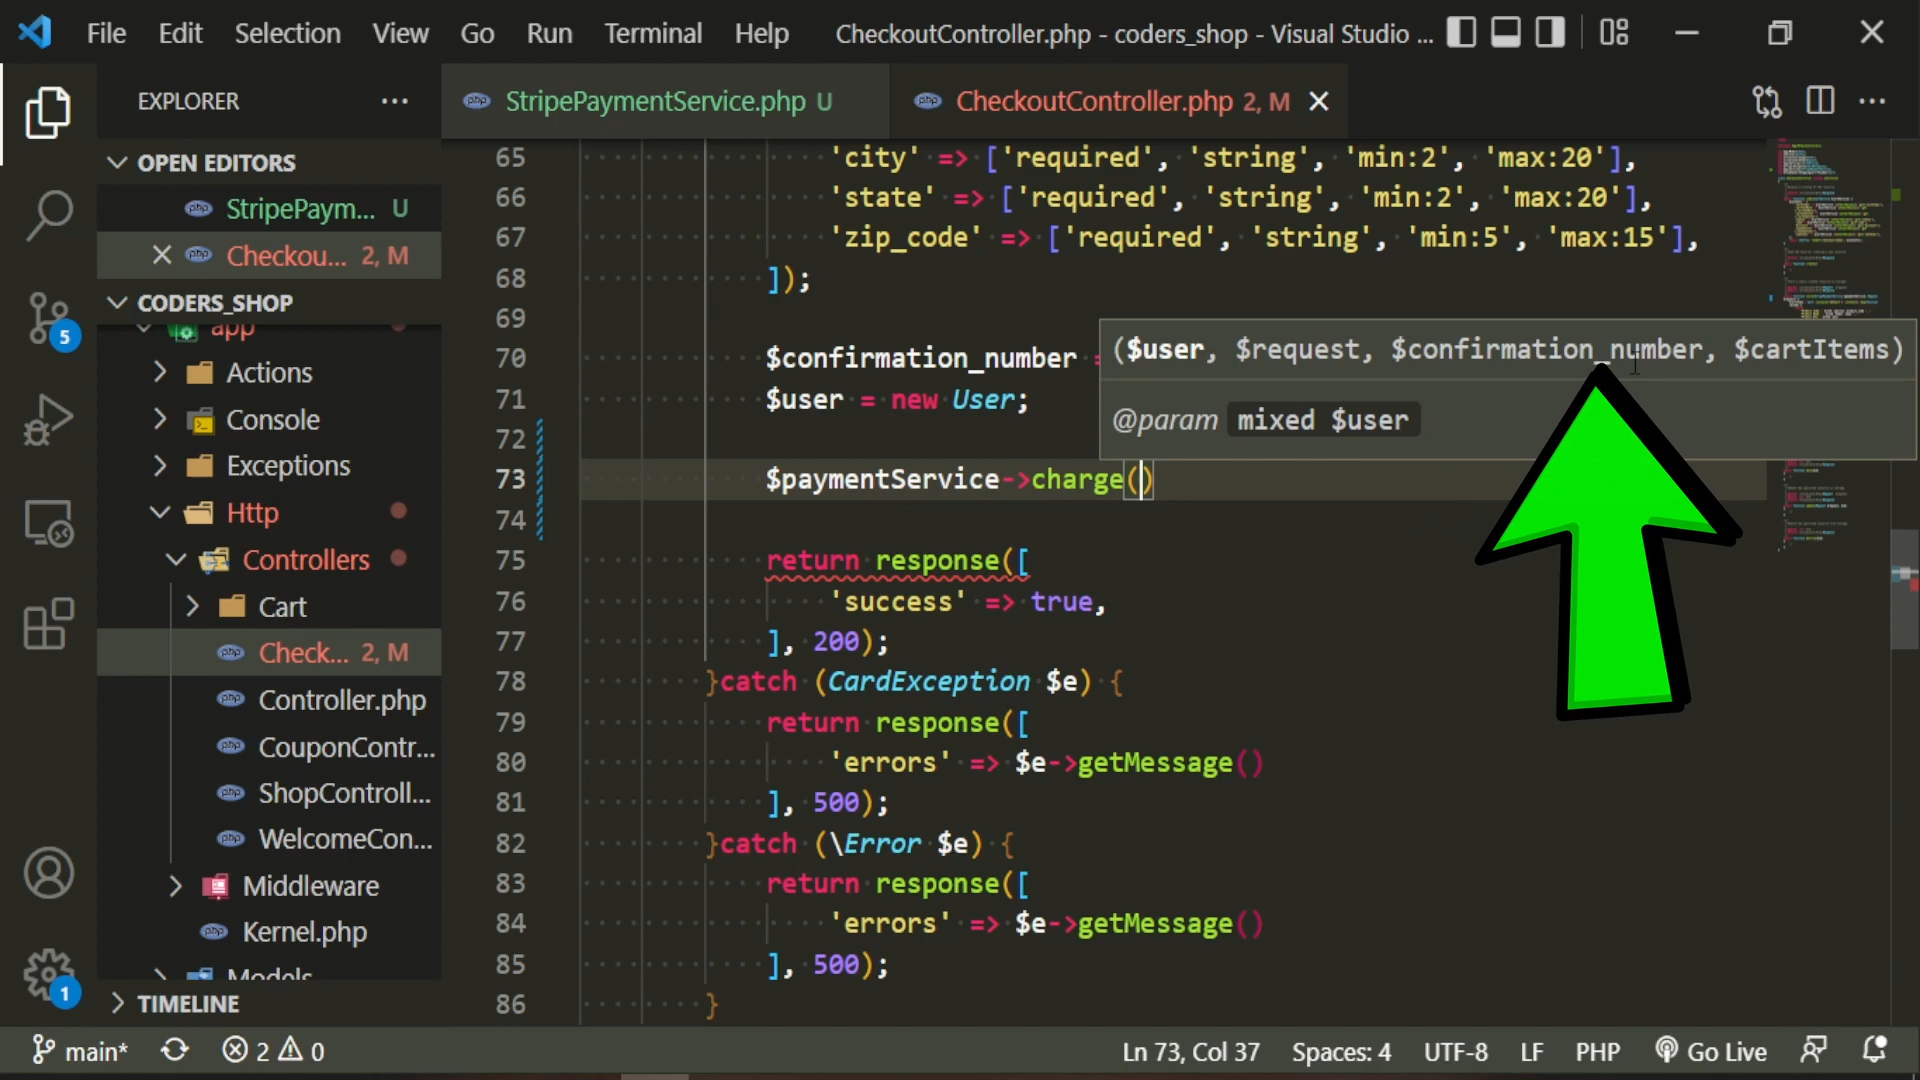 File Edit Selection View Go Run Terminal Help CheckoutController.php - coders_shop - Visual Studio ...
EXPLORER
StripePaymentService.php U
CheckoutController.php 2, M
OPEN EDITORS
StripePaym... U
Checkou... 2, M
CODERS_SHOP
app
Actions
Console
Exceptions
Http
Controllers
Cart
Check... 2, M
Controller.php
CouponContr...
ShopControll...
WelcomeCon...
Middleware
Kernel.php
Models
TIMELINE
5
1
65 'city' => ['required', 'string', 'min:2', 'max:20'],
66 'state' => ['required', 'string', 'min:2', 'max:20'],
67 'zip_code' => ['required', 'string', 'min:5', 'max:15'],
68 ]);
69
70 $confirmation_number =
71 $user = new User;
72
73 $paymentService->charge()
74
75 return response([
76 'success' => true,
77 ], 200);
78 }catch (CardException $e) {
79 return response([
80 'errors' => $e->getMessage()
81 ], 500);
82 }catch (\Error $e) {
83 return response([
84 'errors' => $e->getMessage()
85 ], 500);
86 }
($user, $request, $confirmation_number, $cartItems)
@param mixed $user
main* 2 0 Ln 73, Col 37 Spaces: 4 UTF-8 LF PHP Go Live